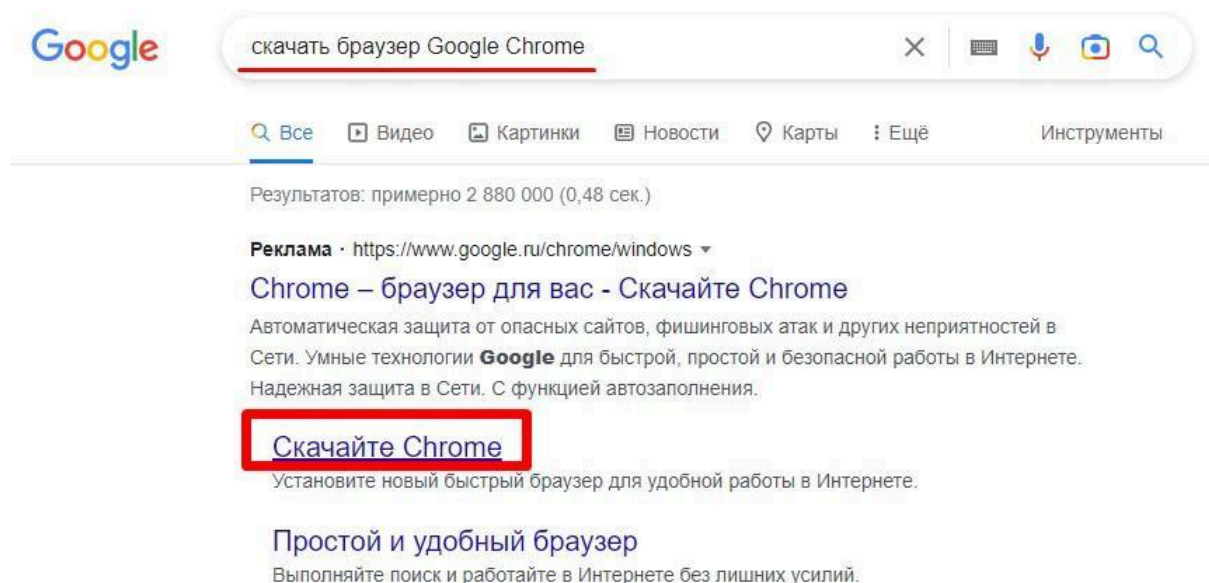 Google
скачать браузер Google Chrome
Все Видео Картинки Новости Карты Ещё Инструменты
Результатов: примерно 2 880 000 (0,48 сек.)
Реклама · https://www.google.ru/chrome/windows
Chrome – браузер для вас - Скачайте Chrome
Автоматическая защита от опасных сайтов, фишинговых атак и других неприятностей в
Сети. Умные технологии Google для быстрой, простой и безопасной работы в Интернете.
Надежная защита в Сети. С функцией автозаполнения.
Скачайте Chrome
Установите новый быстрый браузер для удобной работы в Интернете.
Простой и удобный браузер
Выполняйте поиск и работайте в Интернете без лишних усилий.